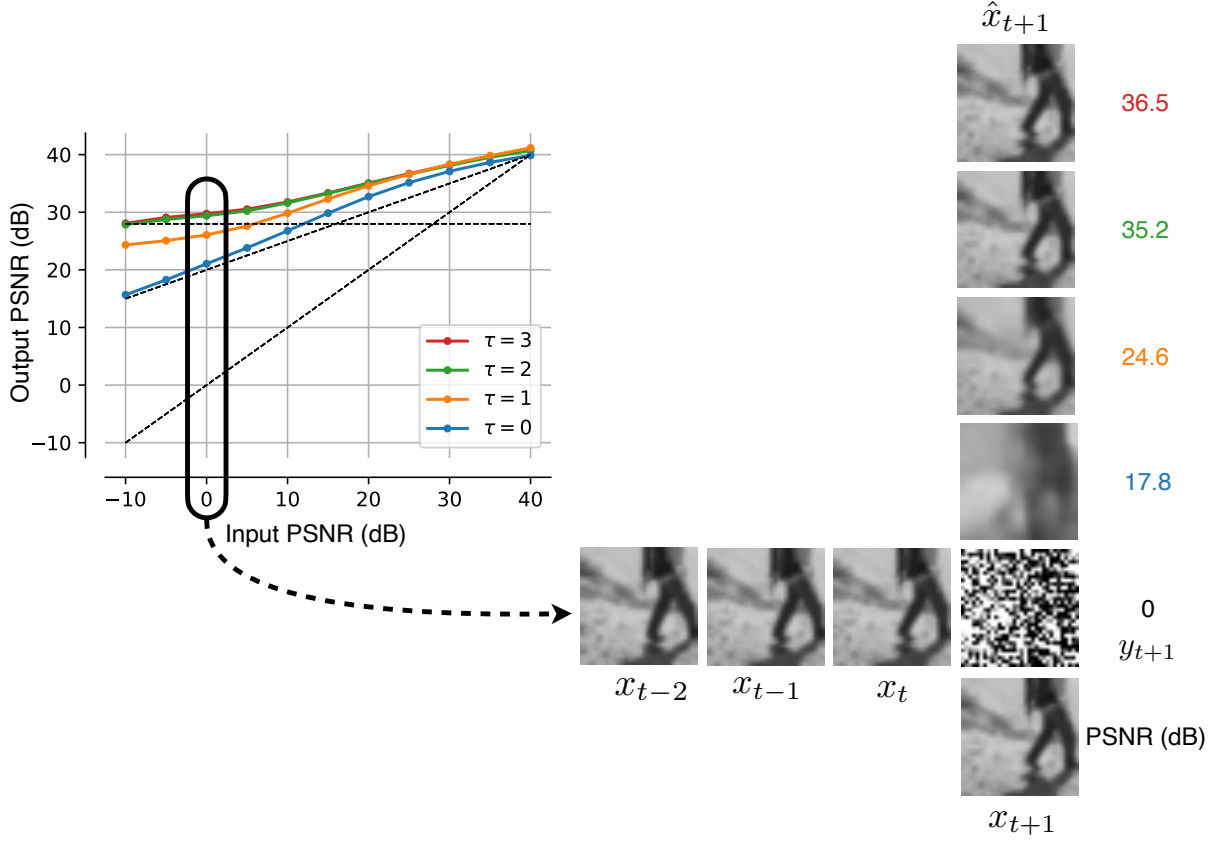 x̂_{t+1}
36.5
35.2
24.6
17.8
0
y_{t+1}
PSNR (dB)
x_{t+1}
x_{t−2} x_{t−1} x_t
Output PSNR (dB)
40
30
20
10
0
−10
τ = 3
τ = 2
τ = 1
τ = 0
−10 0 10 20 30 40
Input PSNR (dB)